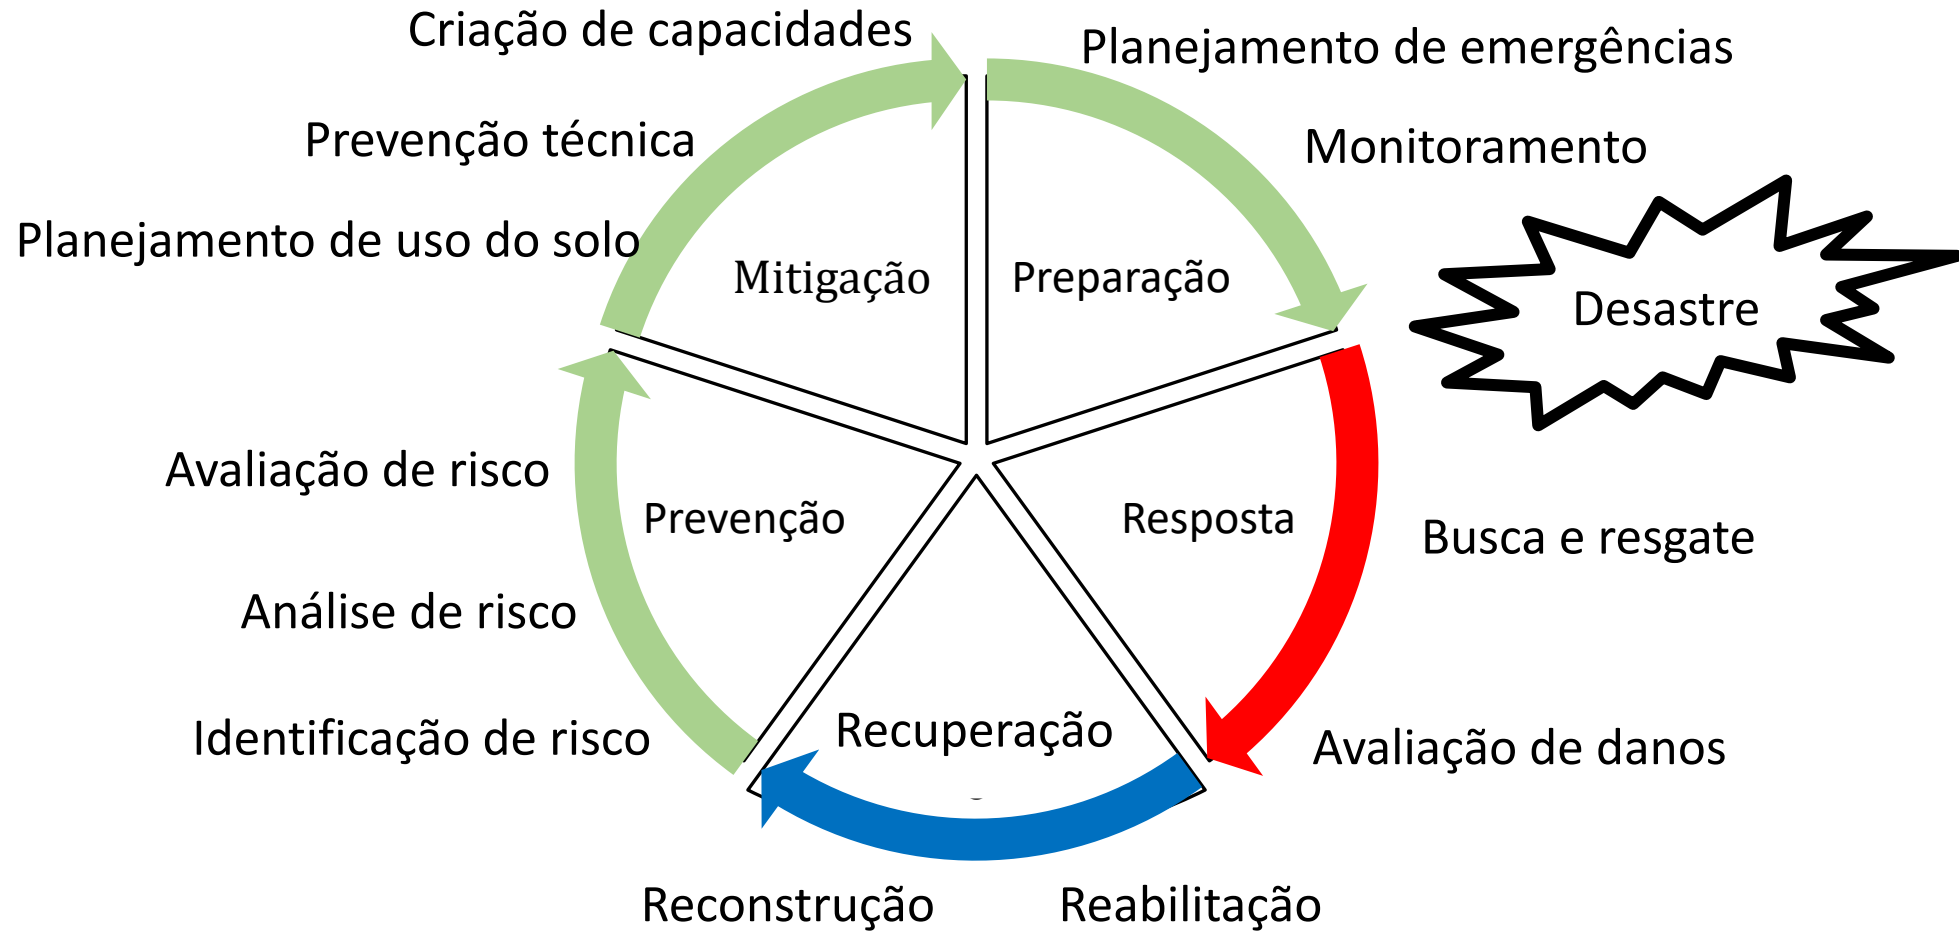 Criação de capacidades
Planejamento de emergências
Prevenção técnica
Monitoramento
Planejamento de uso do solo
Mitigação
Preparação
Desastre
Avaliação de risco
Prevenção
Resposta
Busca e resgate
Análise de risco
Identificação de risco
Recuperação
Avaliação de danos
Reconstrução
Reabilitação